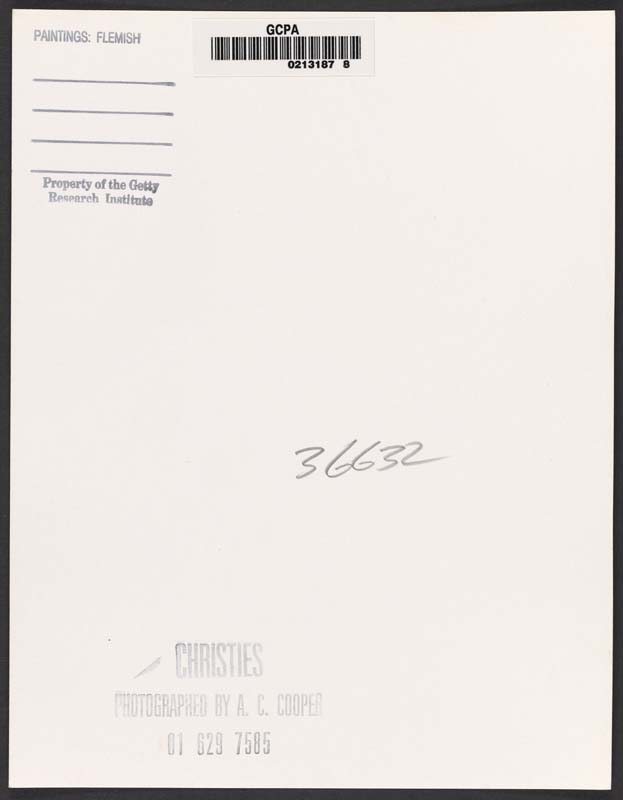 GCPA
0213187 8
PAINTINGS: FLEMISH
Property of the Getty
Research Institute
36632
CHRISTIES
PHOTOGRAPHED BY A. C. COOPER
01 629 7585